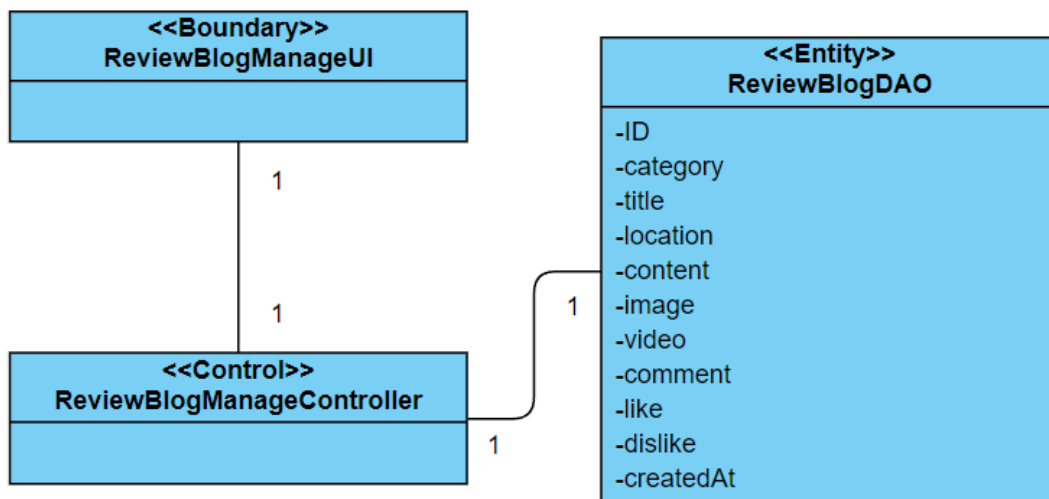 <<Boundary>>
ReviewBlogManageUI
1
1
<<Control>>
ReviewBlogManageController
1
1
<<Entity>>
ReviewBlogDAO
-ID
-category
-title
-location
-content
-image
-video
-comment
-like
-dislike
-createdAt